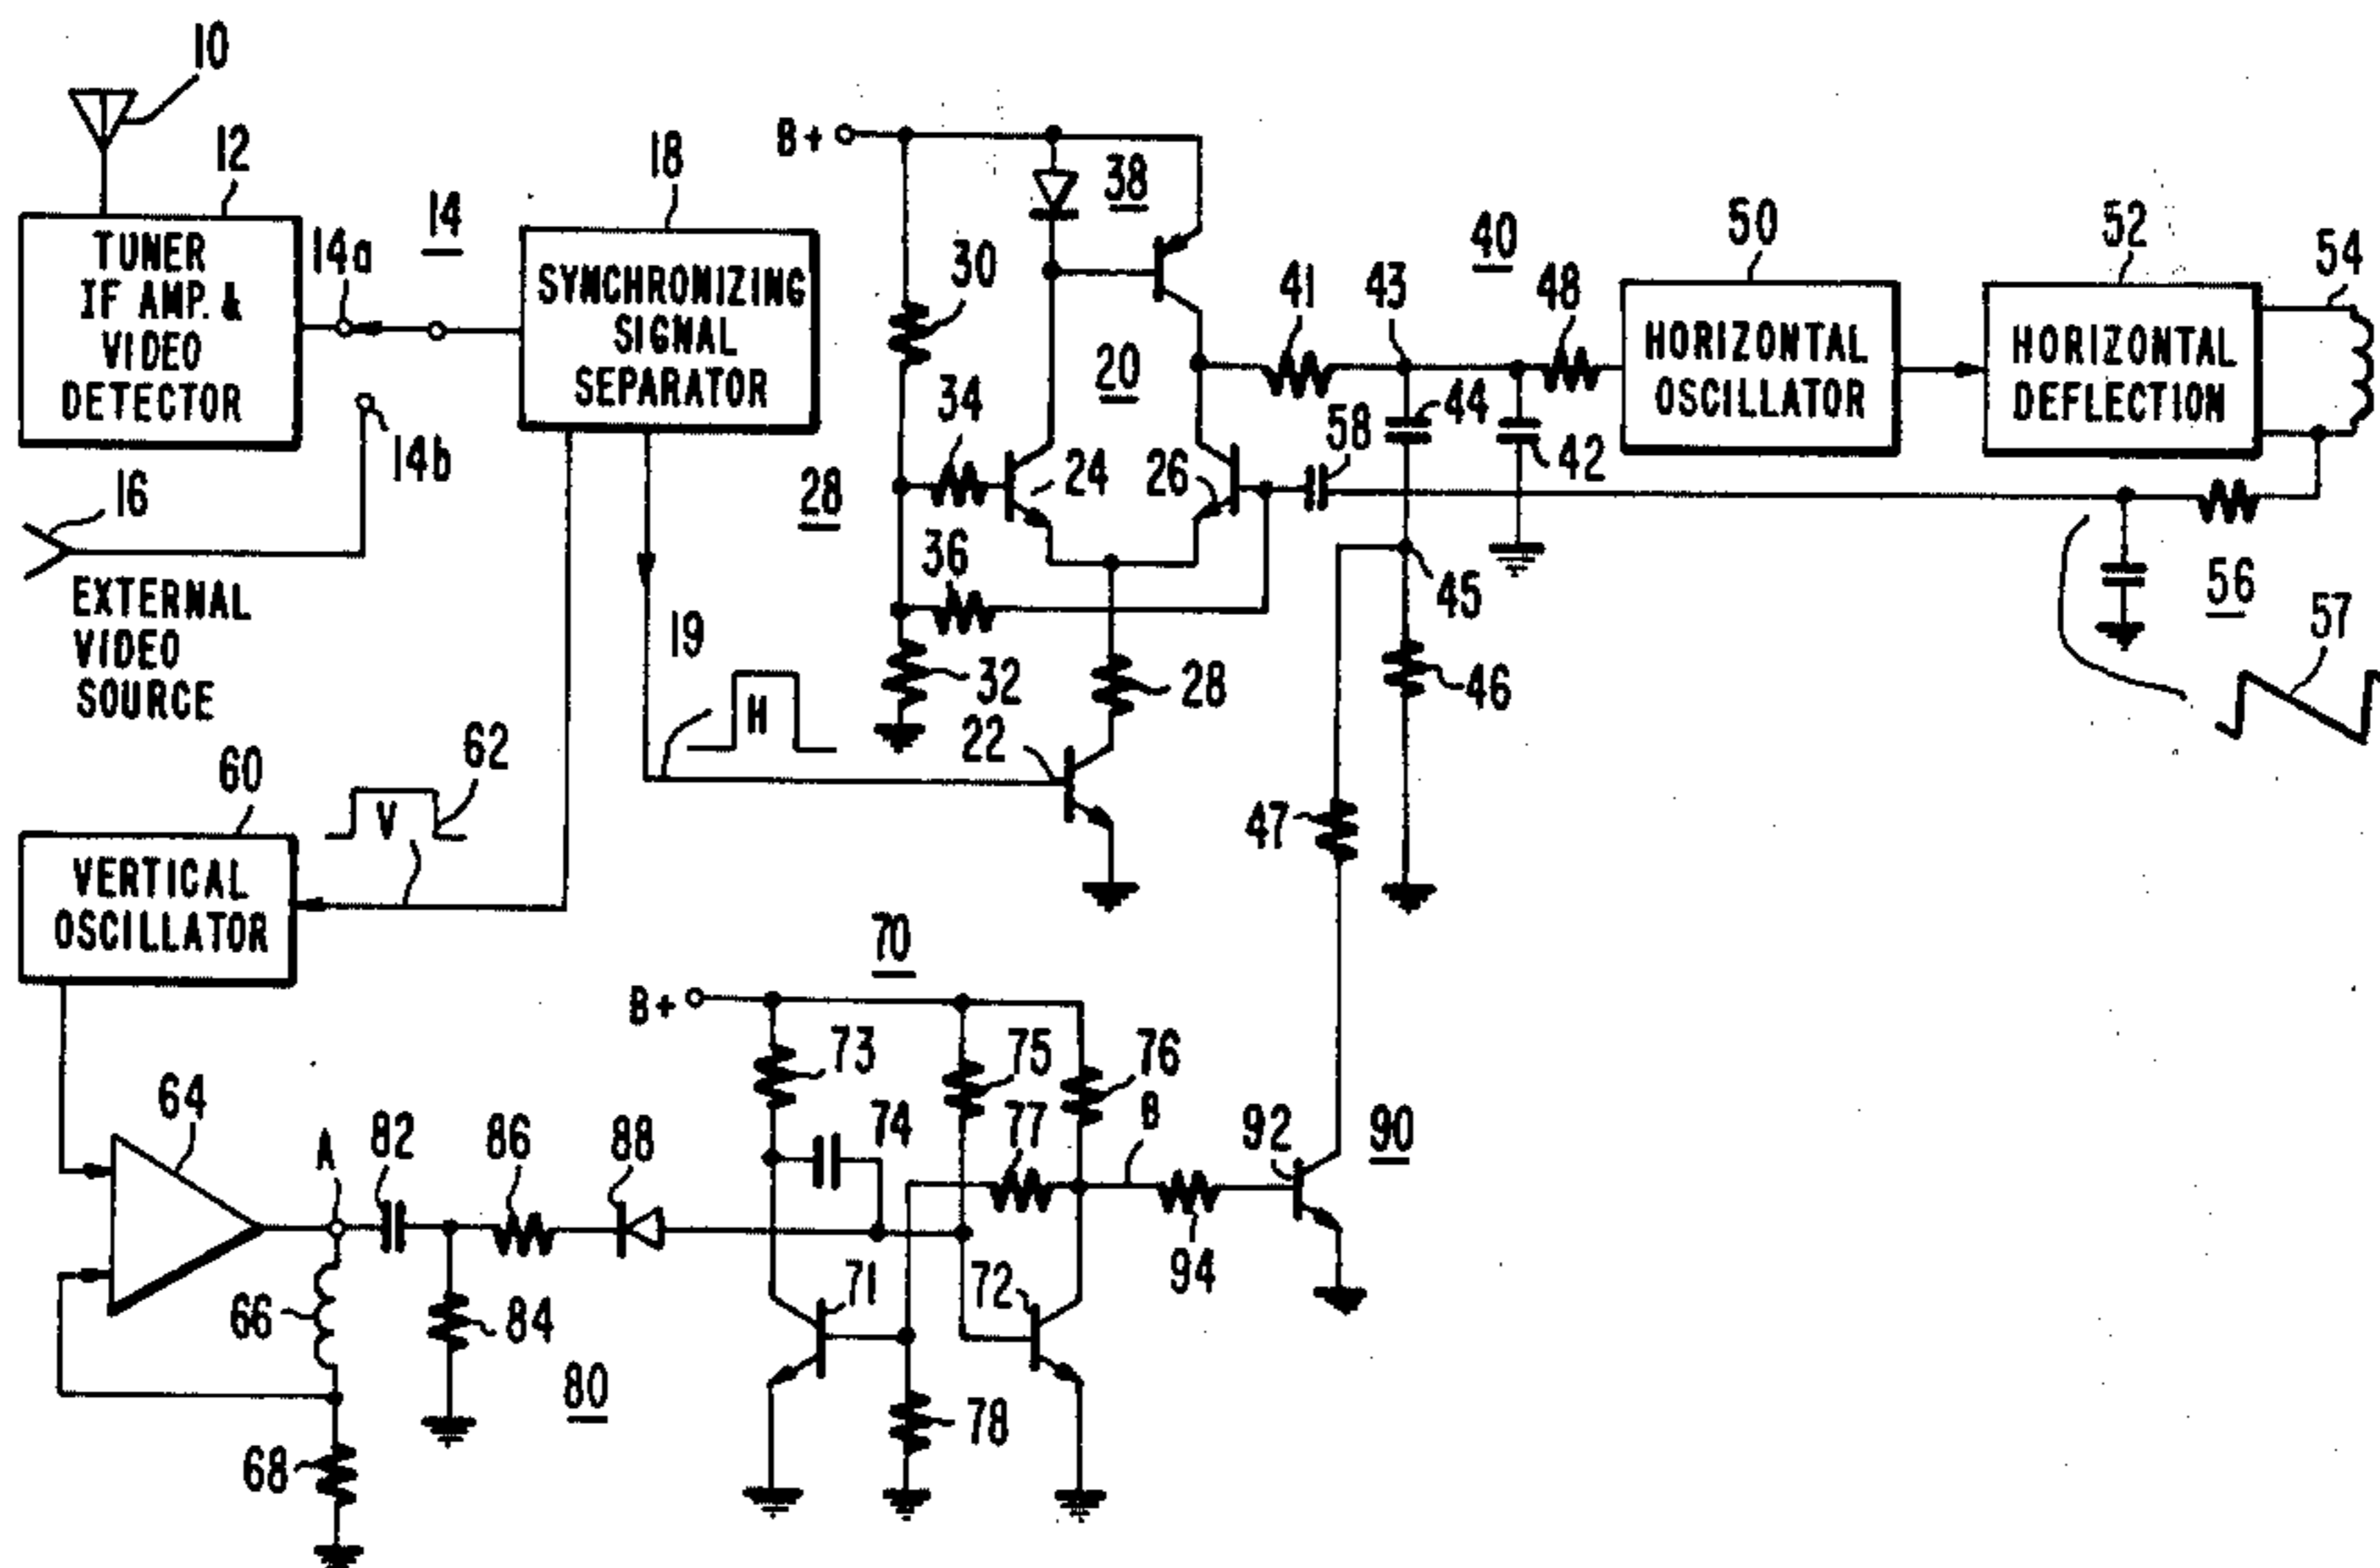 10
12
TUNER
IF AMP. &
VIDEO
DETECTOR
14a
14
14b
16
EXTERNAL
VIDEO
SOURCE
18
SYNCHRONIZING
SIGNAL
SEPARATOR
19
H
B+
38
30
34
28
24
26
20
36
32
28
22
58
41
43
40
44
42
48
45
46
47
50
HORIZONTAL
OSCILLATOR
52
HORIZONTAL
DEFLECTION
54
56
57
60
VERTICAL
OSCILLATOR
V
62
64
A
82
86
88
66
84
68
80
70
B+
73
74
75
76
77
B
71
72
78
92
90
94